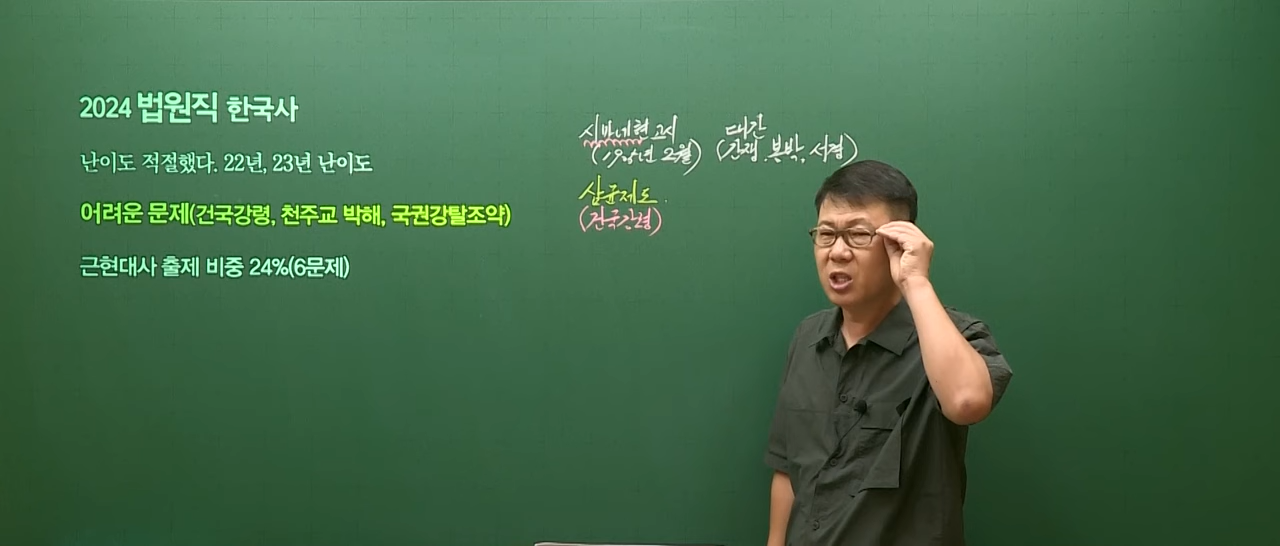 2024 법원직 한국사
난이도 적절했다. 22년, 23년 난이도
어려운 문제(건국강령, 천주교 박해, 국권강탈조약)
근현대사 출제 비중 24%(6문제)
시마네현 고시
(1905년 2월)
대간
(간쟁, 봉박, 서경)
삼균제도.
(건국강령)